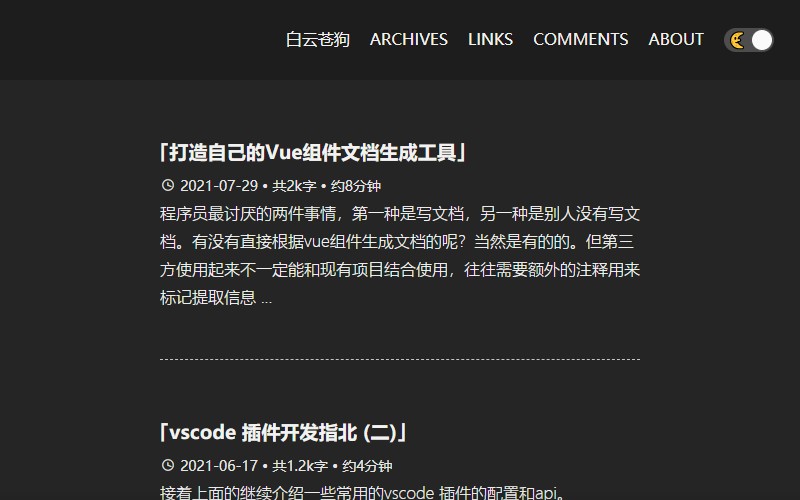 白云苍狗 ARCHIVES LINKS COMMENTS ABOUT
「打造自己的Vue组件文档生成工具」
2021-07-29 • 共2k字 • 约8分钟
程序员最讨厌的两件事情，第一种是写文档，另一种是别人没有写文
档。有没有直接根据vue组件生成文档的呢？当然是有的的。但第三
方使用起来不一定能和现有项目结合使用，往往需要额外的注释用来
标记提取信息 ...
「vscode 插件开发指北 (二)」
2021-06-17 • 共1.2k字 • 约4分钟
接着上面的继续介绍一些常用的vscode 插件的配置和api。